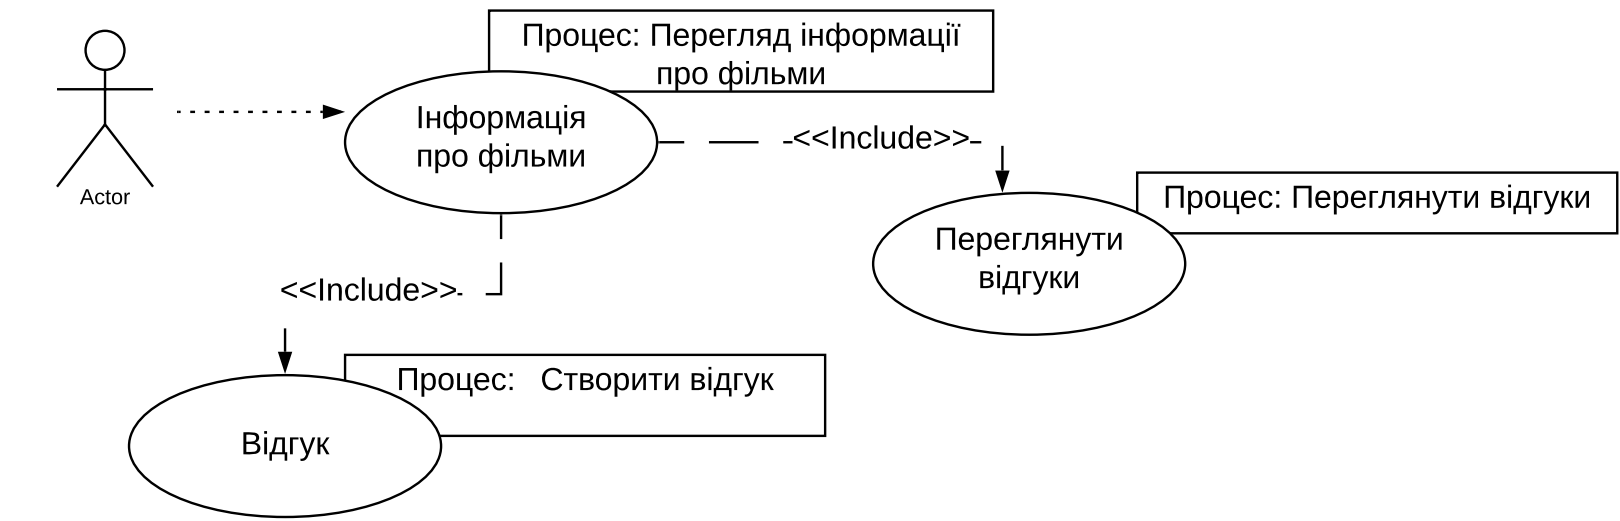 Процес: Перегляд інформації
про фільми
Actor
Інформація
про фільми
<<Include>>
Процес: Переглянути відгуки
Переглянути
відгуки
<<Include>>
Процес:   Створити відгук
Відгук